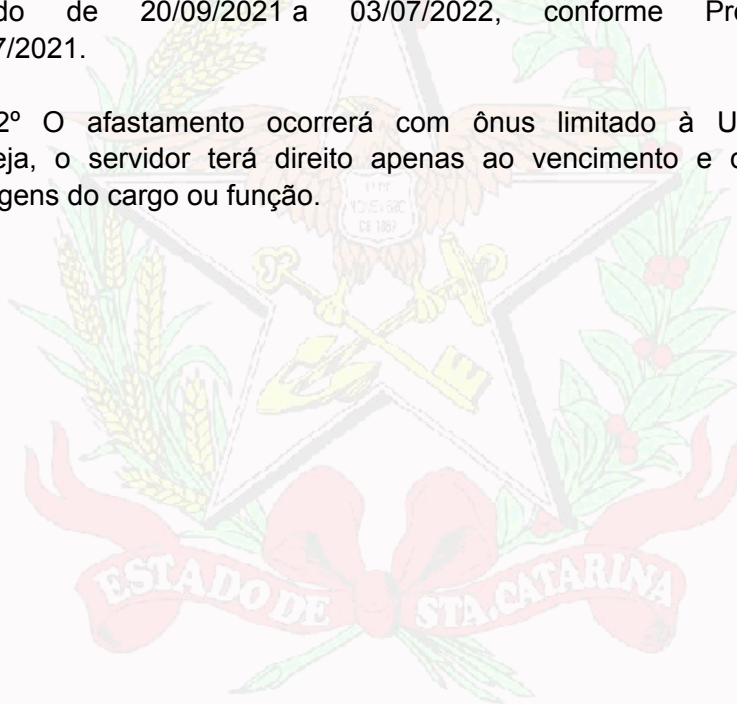 do de 20/09/2021 a 03/07/2022, conforme Pro
7/2021.
2º O afastamento ocorrerá com ônus limitado à U
eja, o servidor terá direito apenas ao vencimento e d
gens do cargo ou função.
ESTADO DE STA. CATARINA